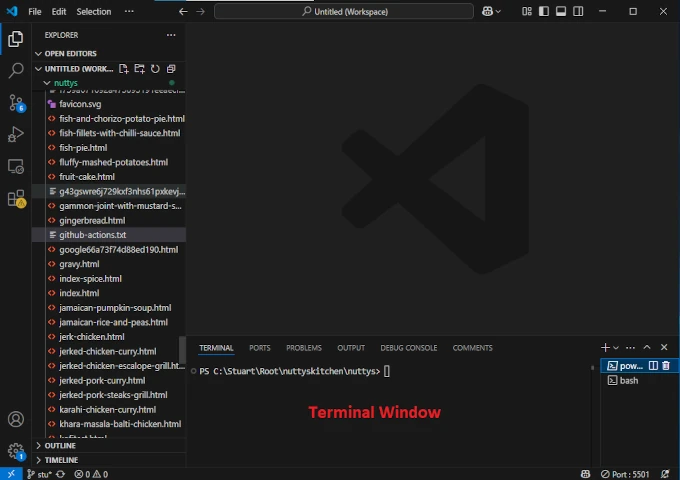 File Edit Selection ··· Untitled (Workspace)
EXPLORER ···
OPEN EDITORS
UNTITLED (WORK...
nuttys
favicon.svg
fish-and-chorizo-potato-pie.html
fish-fillets-with-chilli-sauce.html
fish-pie.html
fluffy-mashed-potatoes.html
fruit-cake.html
g43gswre6j729kxf3nhs61pxkevj...
gammon-joint-with-mustard-s...
gingerbread.html
github-actions.txt
google66a73f74d88ed190.html
gravy.html
index-spice.html
index.html
jamaican-pumpkin-soup.html
jamaican-rice-and-peas.html
jerk-chicken.html
jerked-chicken-curry.html
jerked-chicken-escalope-grill.ht...
jerked-pork-curry.html
jerked-pork-steaks-grill.html
karahi-chicken-curry.html
khara-masala-balti-chicken.html
OUTLINE
TIMELINE
6
1
TERMINAL PORTS PROBLEMS OUTPUT DEBUG CONSOLE COMMENTS
PS C:\Stuart\Root\nuttyskitchen\nuttys>
pow...
bash
Terminal Window
stu* 0 0 Port : 5501